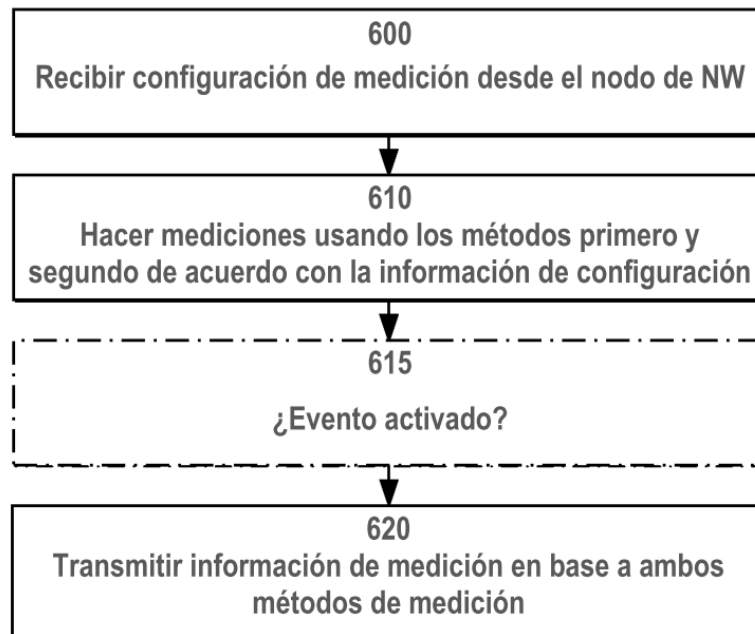 600
Recibir configuración de medición desde el nodo de NW
610
Hacer mediciones usando los métodos primero y
segundo de acuerdo con la información de configuración
615
¿Evento activado?
620
Transmitir información de medición en base a ambos
métodos de medición